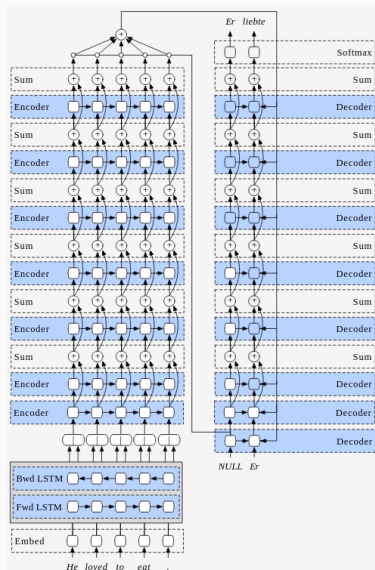 Er liebte
Softmax
Sum
Sum
Encoder
Decoder
Sum
Sum
Encoder
Decoder
Sum
Sum
Encoder
Decoder
Sum
Sum
Encoder
Decoder
Sum
Sum
Encoder
Decoder
Sum
Sum
Encoder
Decoder
Encoder
Decoder
Decoder
NULL Er
Bwd LSTM
Fwd LSTM
Embed
He loved to eat .